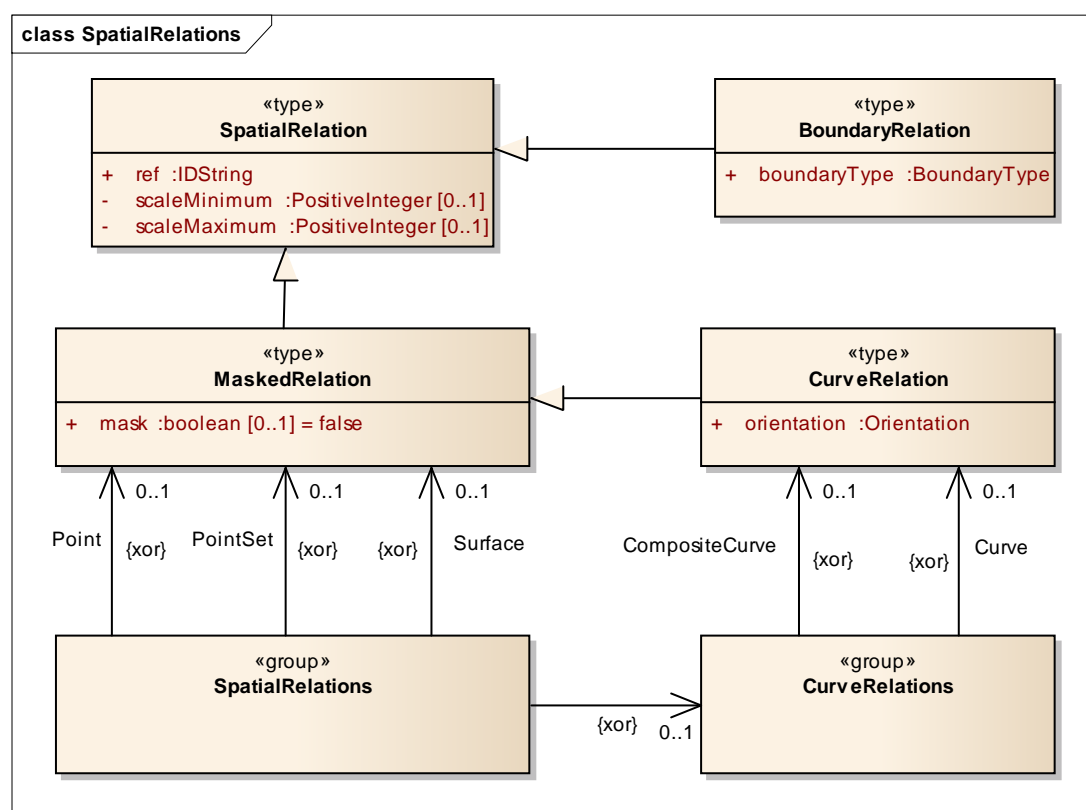 class SpatialRelations
«type»
SpatialRelation
+ ref :IDString
- scaleMinimum :PositiveInteger [0..1]
- scaleMaximum :PositiveInteger [0..1]
«type»
BoundaryRelation
+ boundaryType :BoundaryType
«type»
MaskedRelation
+ mask :boolean [0..1] = false
«type»
CurveRelation
+ orientation :Orientation
0..1
0..1
0..1
0..1
0..1
Point
{xor}
PointSet
{xor}
{xor}
Surface
CompositeCurve
{xor}
{xor}
Curve
«group»
SpatialRelations
{xor}
0..1
«group»
CurveRelations